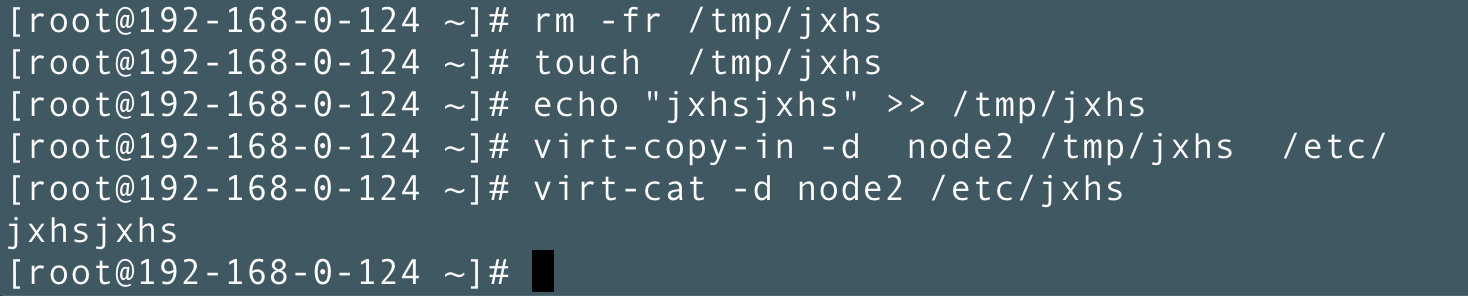 [root@192-168-0-124 ~]# rm -fr /tmp/jxhs
[root@192-168-0-124 ~]# touch  /tmp/jxhs
[root@192-168-0-124 ~]# echo "jxhsjxhs" >> /tmp/jxhs
[root@192-168-0-124 ~]# virt-copy-in -d  node2 /tmp/jxhs  /etc/
[root@192-168-0-124 ~]# virt-cat -d node2 /etc/jxhs
jxhsjxhs
[root@192-168-0-124 ~]#